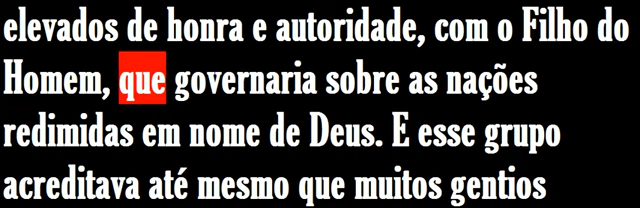 elevados de honra e autoridade, com o Filho do
Homem, que governaria sobre as nações
redimidas em nome de Deus. E esse grupo
acreditava até mesmo que muitos gentios